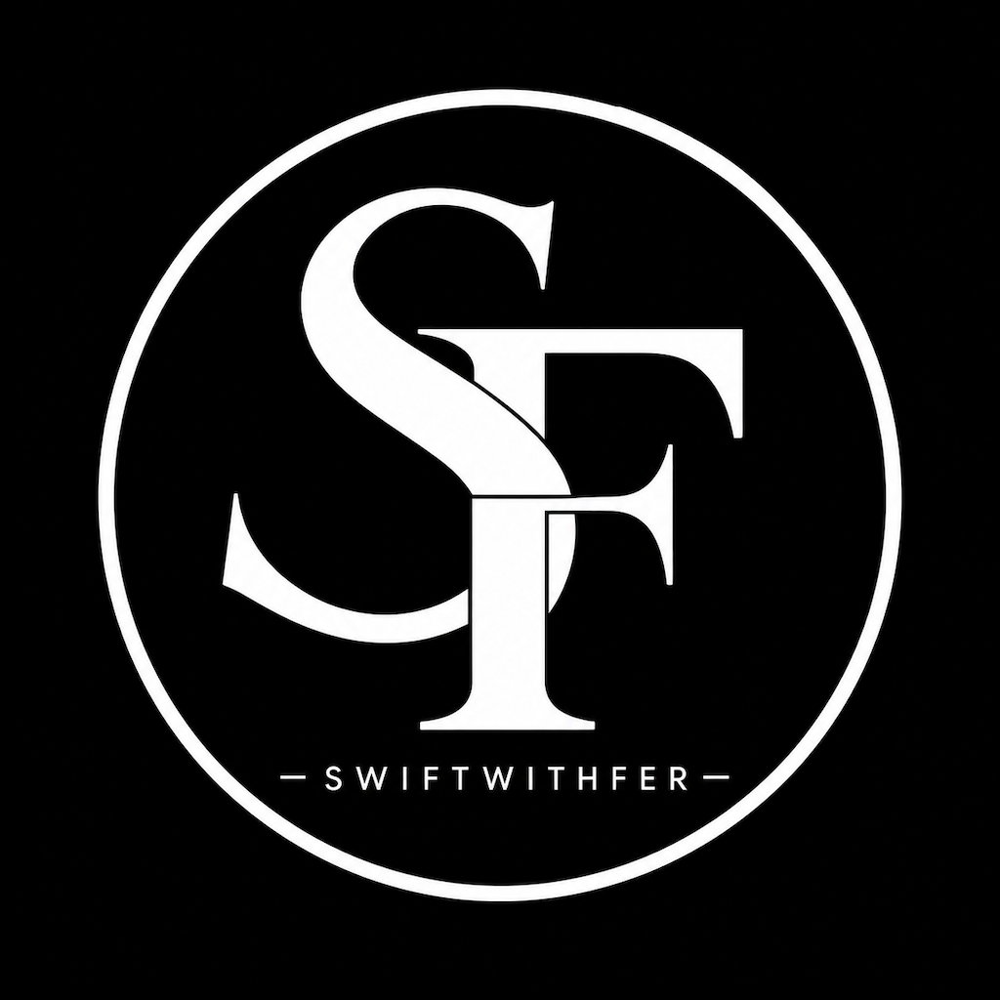 SF
— SWIFTWITHFER —